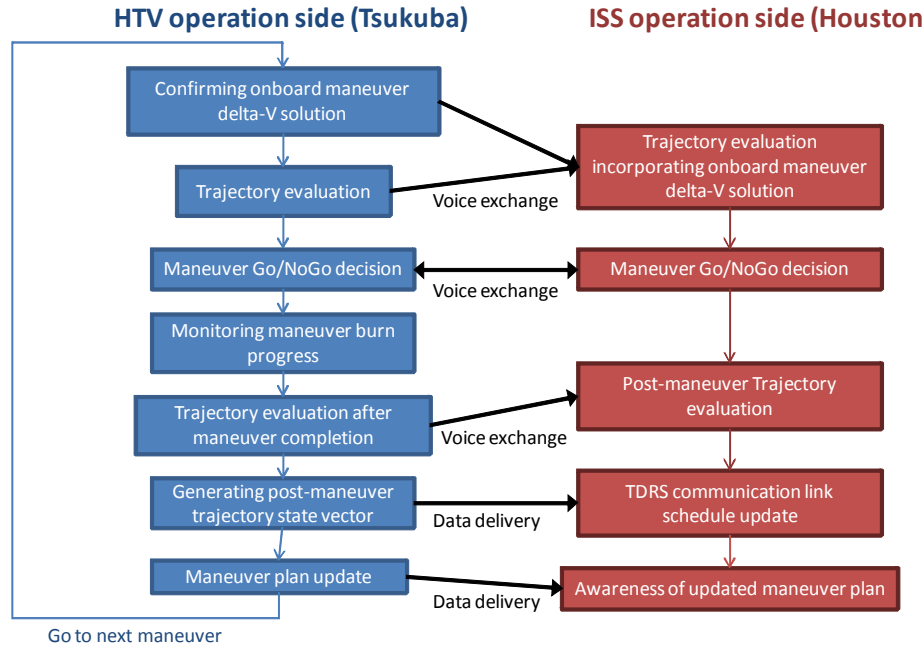 HTV operation side (Tsukuba)
ISS operation side (Houston
Confirming onboard maneuver
delta-V solution
Trajectory evaluation
incorporating onboard maneuver
delta-V solution
Trajectory evaluation
Voice exchange
Maneuver Go/NoGo decision
Maneuver Go/NoGo decision
Voice exchange
Monitoring maneuver burn
progress
Post-maneuver Trajectory
evaluation
Trajectory evaluation after
maneuver completion
Voice exchange
Generating post-maneuver
trajectory state vector
TDRS communication link
schedule update
Data delivery
Maneuver plan update
Awareness of updated maneuver plan
Data delivery
Go to next maneuver